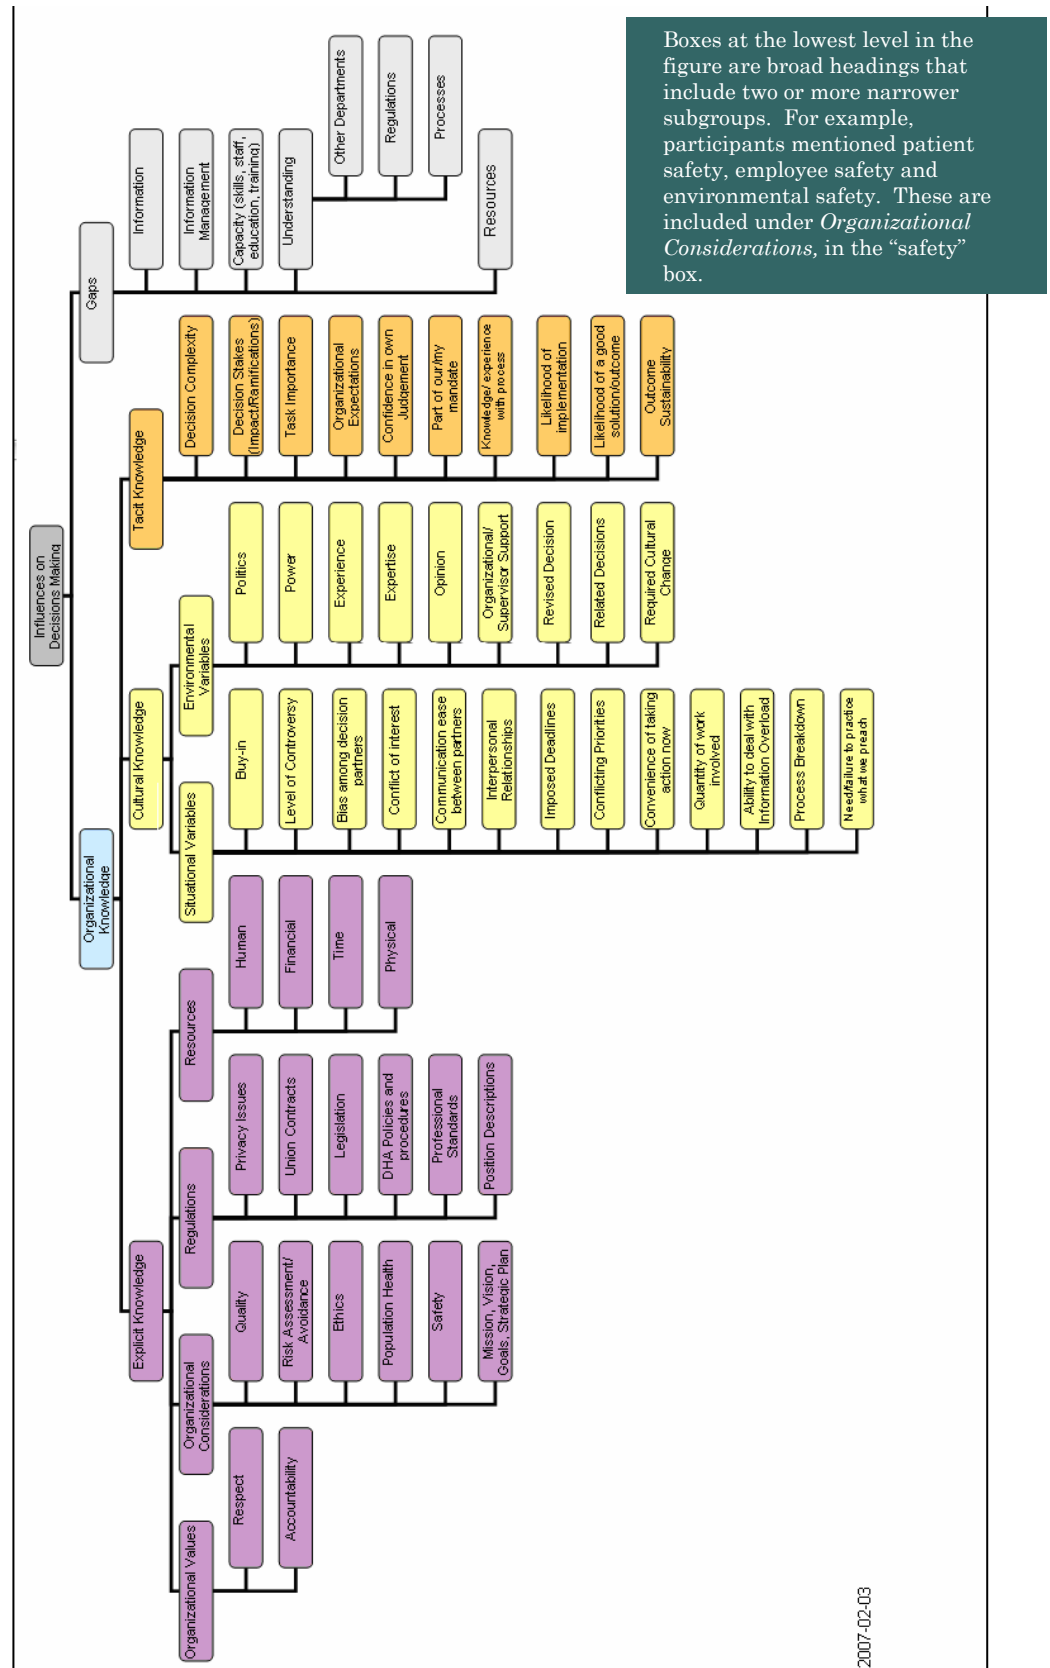 Boxes at the lowest level in the
figure are broad headings that
include two or more narrower
subgroups. For example,
participants mentioned patient
safety, employee safety and
environmental safety. These are
included under Organizational
Considerations, in the “safety”
box.
Influences on
Decisions Making
Organizational
Knowledge
Gaps
Explicit Knowledge
Cultural Knowledge
Tacit Knowledge
Information
Information
Management
Capacity (skills, staff,
education, training)
Understanding
Other Departments
Regulations
Processes
Resources
Organizational Values
Respect
Accountability
Organizational
Considerations
Quality
Risk Assessment/
Avoidance
Ethics
Population Health
Safety
Mission, Vision,
Goals, Strategic Plan
Regulations
Privacy Issues
Union Contracts
Legislation
DHA Policies and
procedures
Professional
Standards
Position Descriptions
Resources
Human
Financial
Time
Physical
Situational Variables
Buy-in
Level of Controversy
Bias among decision
partners
Conflict of interest
Communication ease
between partners
Interpersonal
Relationships
Imposed Deadlines
Conflicting Priorities
Convenience of taking
action now
Quantity of work
involved
Ability to deal with
Information Overload
Process Breakdown
Need/failure to practice
what we preach
Environmental
Variables
Politics
Power
Experience
Expertise
Opinion
Organizational/
Supervisor Support
Revised Decision
Related Decisions
Required Cultural
Change
Decision Complexity
Decision Stakes
(Impact/Ramifications)
Task Importance
Organizational
Expectations
Confidence in own
Judgement
Part of our/my
mandate
Knowledge/ experience
with process
Likelihood of
implementation
Likelihood of a good
solution/outcome
Outcome
Sustainability
2007-02-03